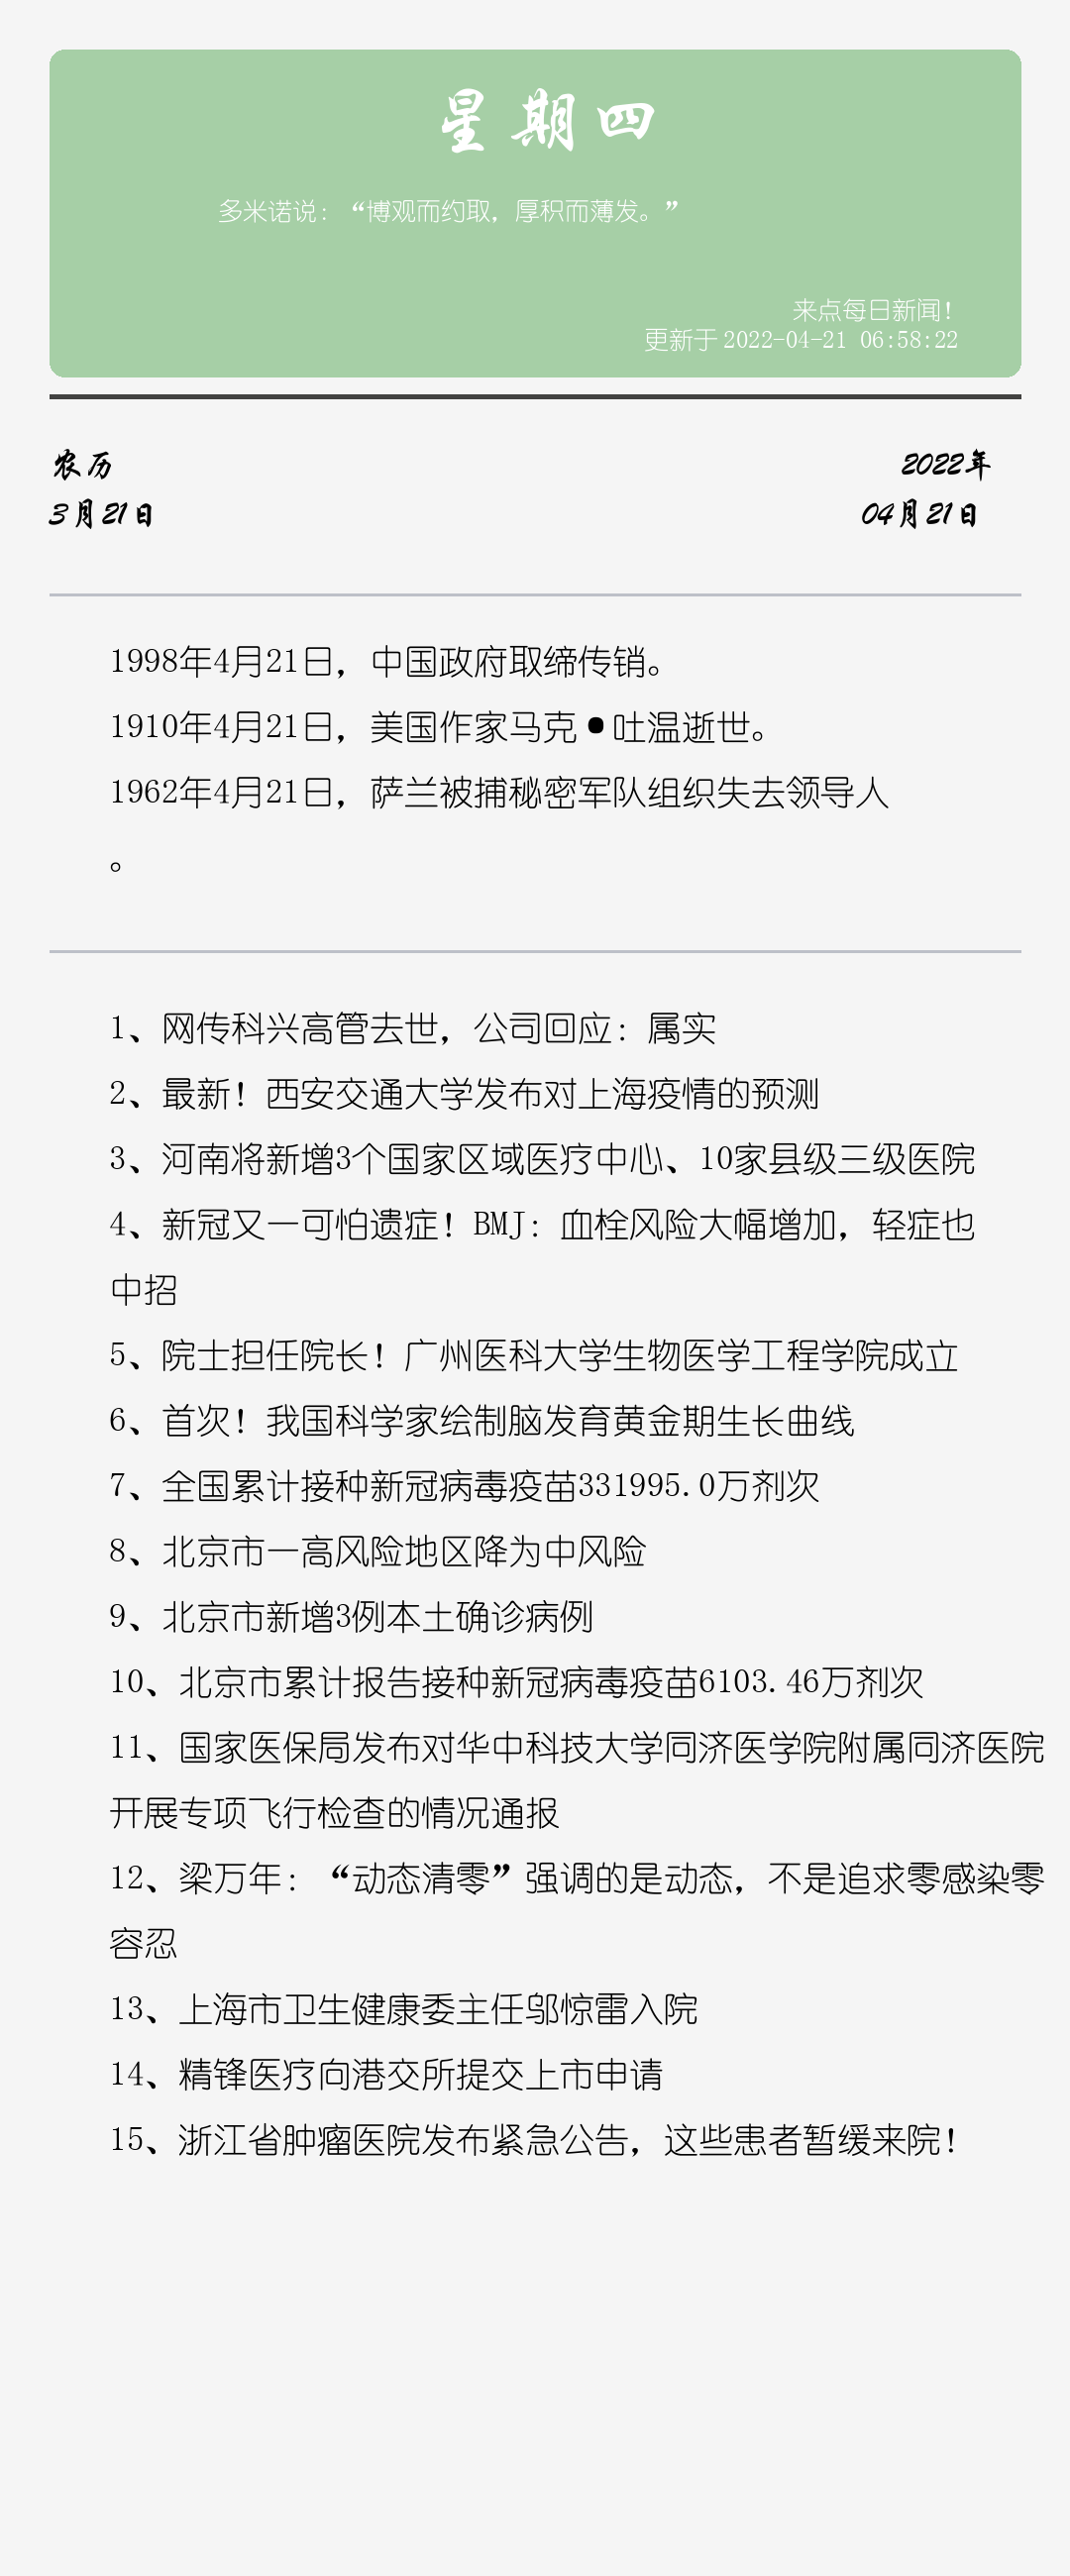 星期四
多米诺说：“博观而约取，厚积而薄发。”
来点每日新闻！
更新于 2022-04-21 06:58:22
农历
2022年
3月21日
04月21日
1998年4月21日，中国政府取缔传销。
1910年4月21日，美国作家马克•吐温逝世。
1962年4月21日，萨兰被捕秘密军队组织失去领导人
。
1、网传科兴高管去世，公司回应：属实
2、最新！西安交通大学发布对上海疫情的预测
3、河南将新增3个国家区域医疗中心、10家县级三级医院
4、新冠又一可怕遗症！BMJ：血栓风险大幅增加，轻症也
中招
5、院士担任院长！广州医科大学生物医学工程学院成立
6、首次！我国科学家绘制脑发育黄金期生长曲线
7、全国累计接种新冠病毒疫苗331995.0万剂次
8、北京市一高风险地区降为中风险
9、北京市新增3例本土确诊病例
10、北京市累计报告接种新冠病毒疫苗6103.46万剂次
11、国家医保局发布对华中科技大学同济医学院附属同济医院
开展专项飞行检查的情况通报
12、梁万年：“动态清零”强调的是动态，不是追求零感染零
容忍
13、上海市卫生健康委主任邬惊雷入院
14、精锋医疗向港交所提交上市申请
15、浙江省肿瘤医院发布紧急公告，这些患者暂缓来院！